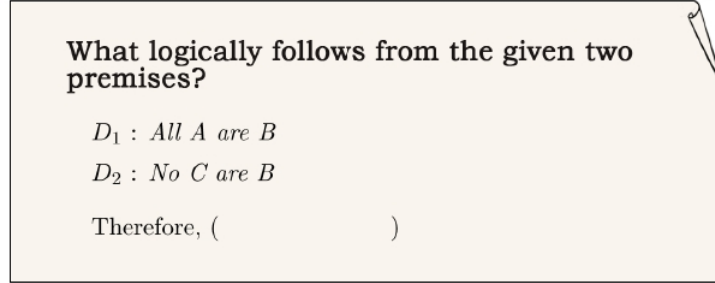 What logically follows from the given two
premises?
D₁ : All A are B
D₂ : No C are B
Therefore, ( )